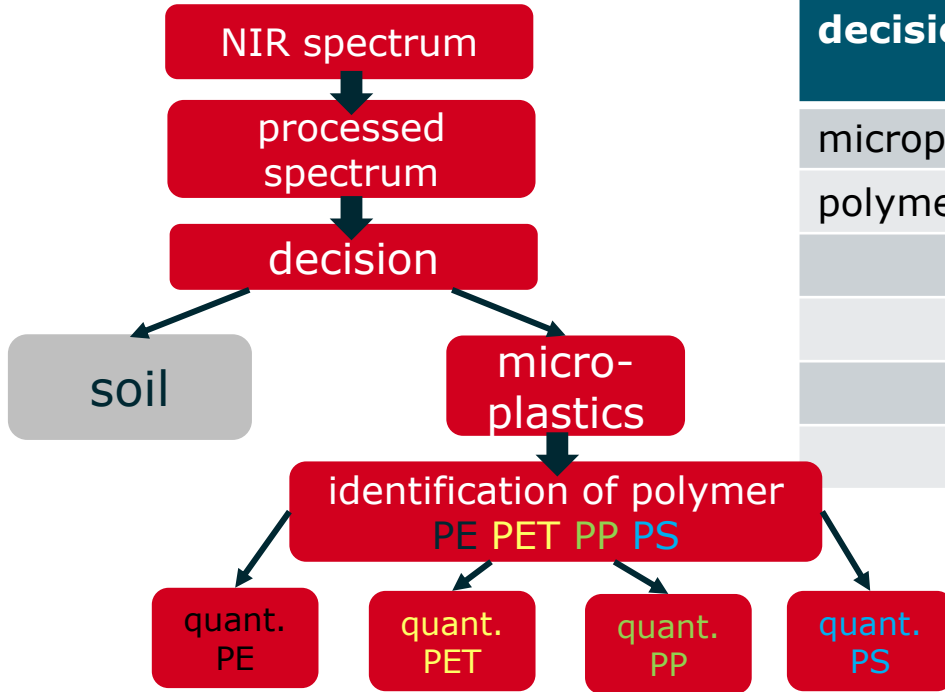 NIR spectrum
processed
spectrum
decision
soil
micro-
plastics
identification of polymer
PE PET PP PS
quant.
PE
quant.
PET
quant.
PP
quant.
PS